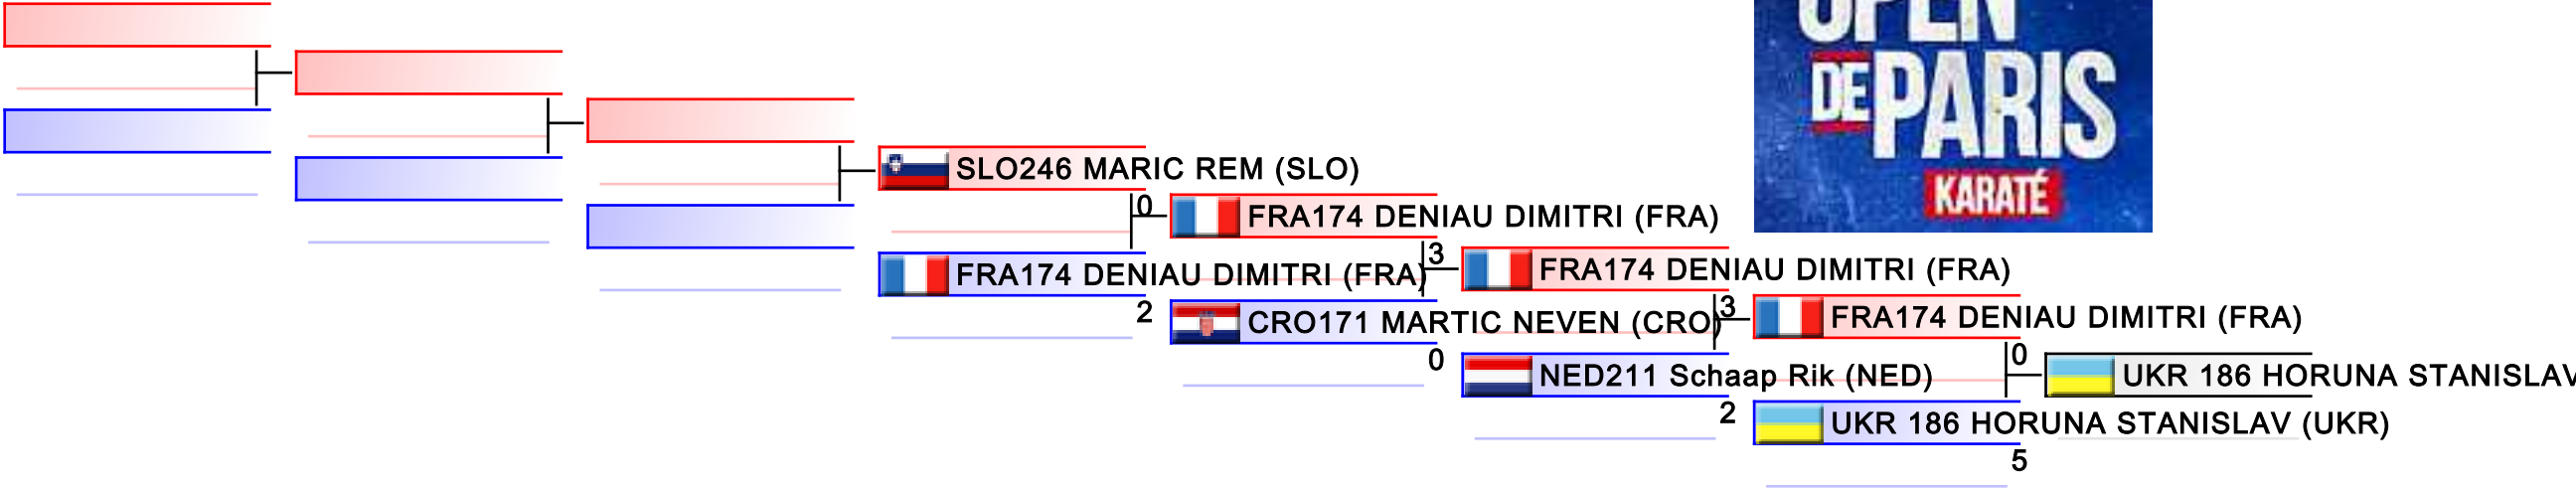 OPEN
DE PARIS
KARATÉ
SLO246 MARIC REM (SLO)
0
FRA174 DENIAU DIMITRI (FRA)
FRA174 DENIAU DIMITRI (FRA)
2
3
CRO171 MARTIC NEVEN (CRO)
0
FRA174 DENIAU DIMITRI (FRA)
3
NED211 Schaap Rik (NED)
2
FRA174 DENIAU DIMITRI (FRA)
0
UKR 186 HORUNA STANISLAV (UKR)
5
UKR 186 HORUNA STANISLAV